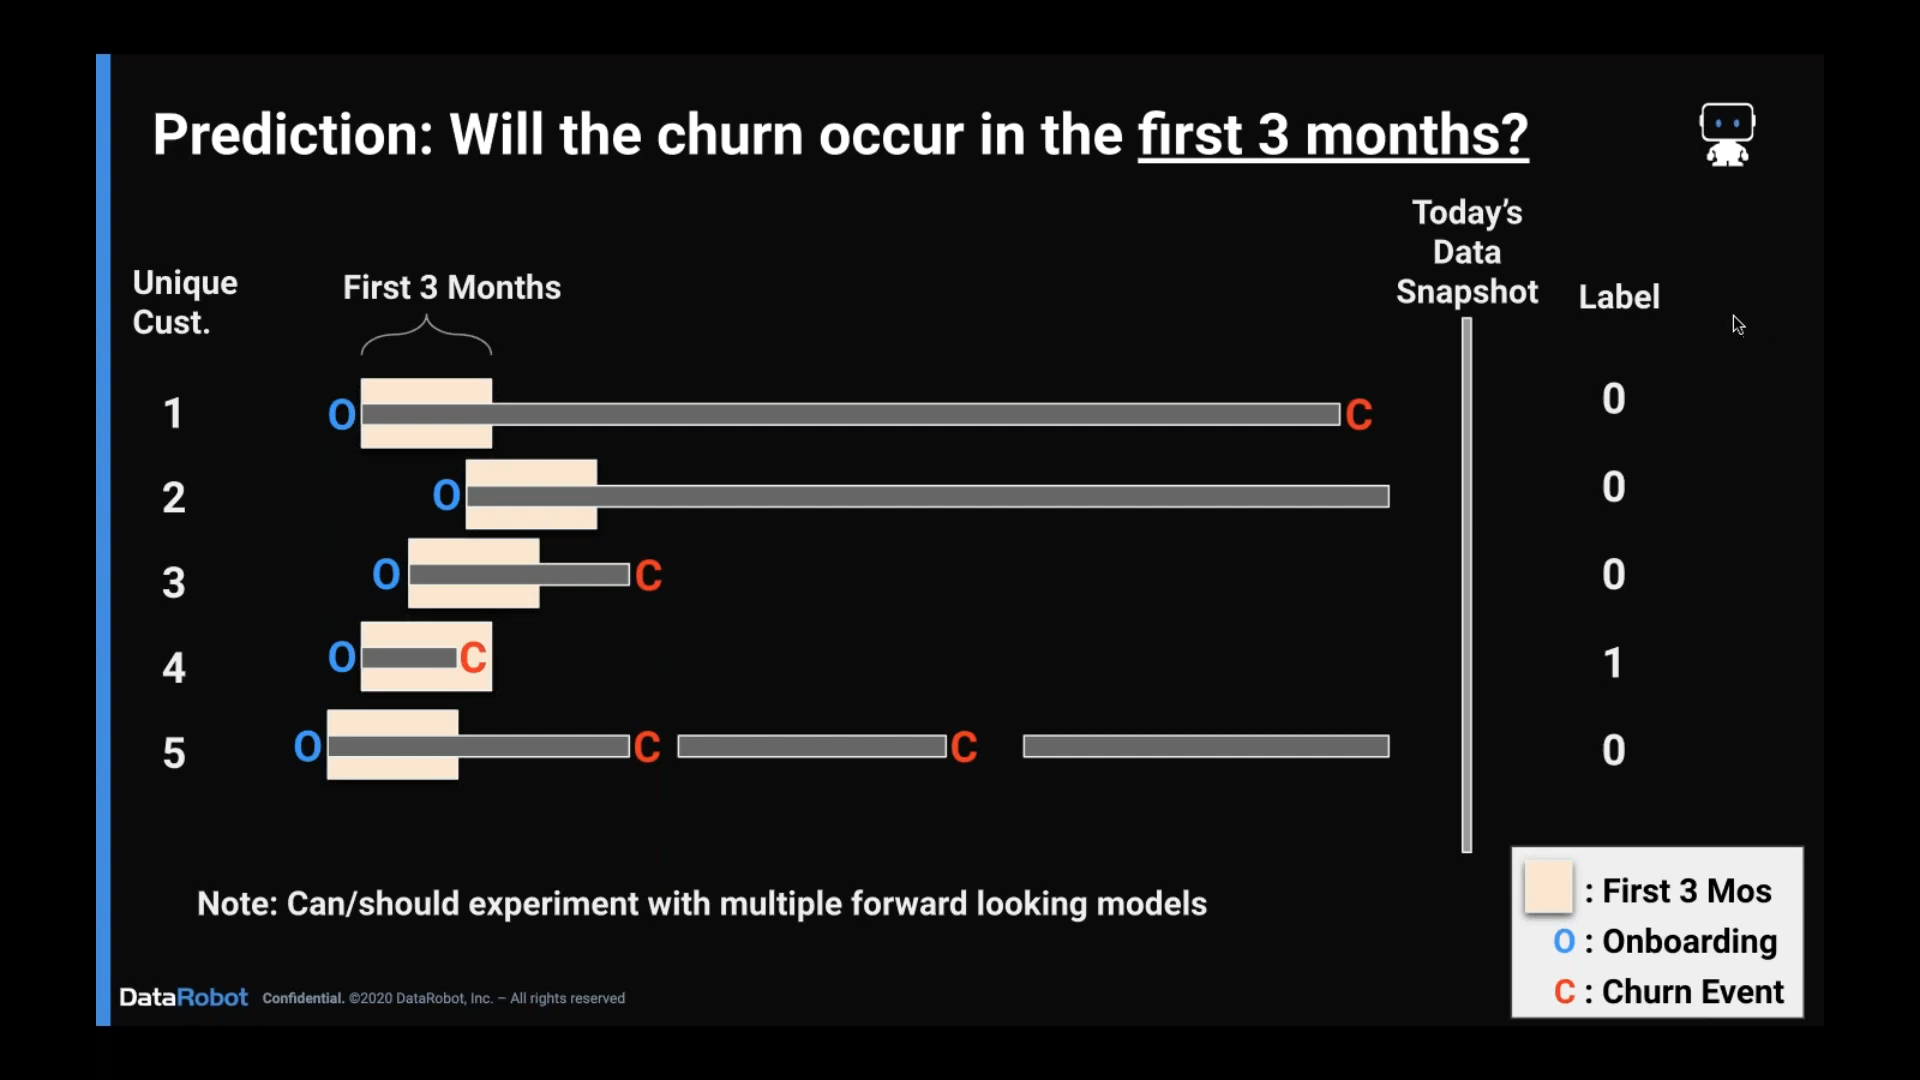 Prediction: Will the churn occur in the first 3 months?
Today's
Data
Snapshot
Unique
Cust.
First 3 Months
Label
1
O
C
0
2
O
0
3
O
C
0
4
O
C
1
5
O
C
C
0
Note: Can/should experiment with multiple forward looking models
: First 3 Mos
O : Onboarding
C : Churn Event
DataRobot Confidential. ©2020 DataRobot, Inc. – All rights reserved